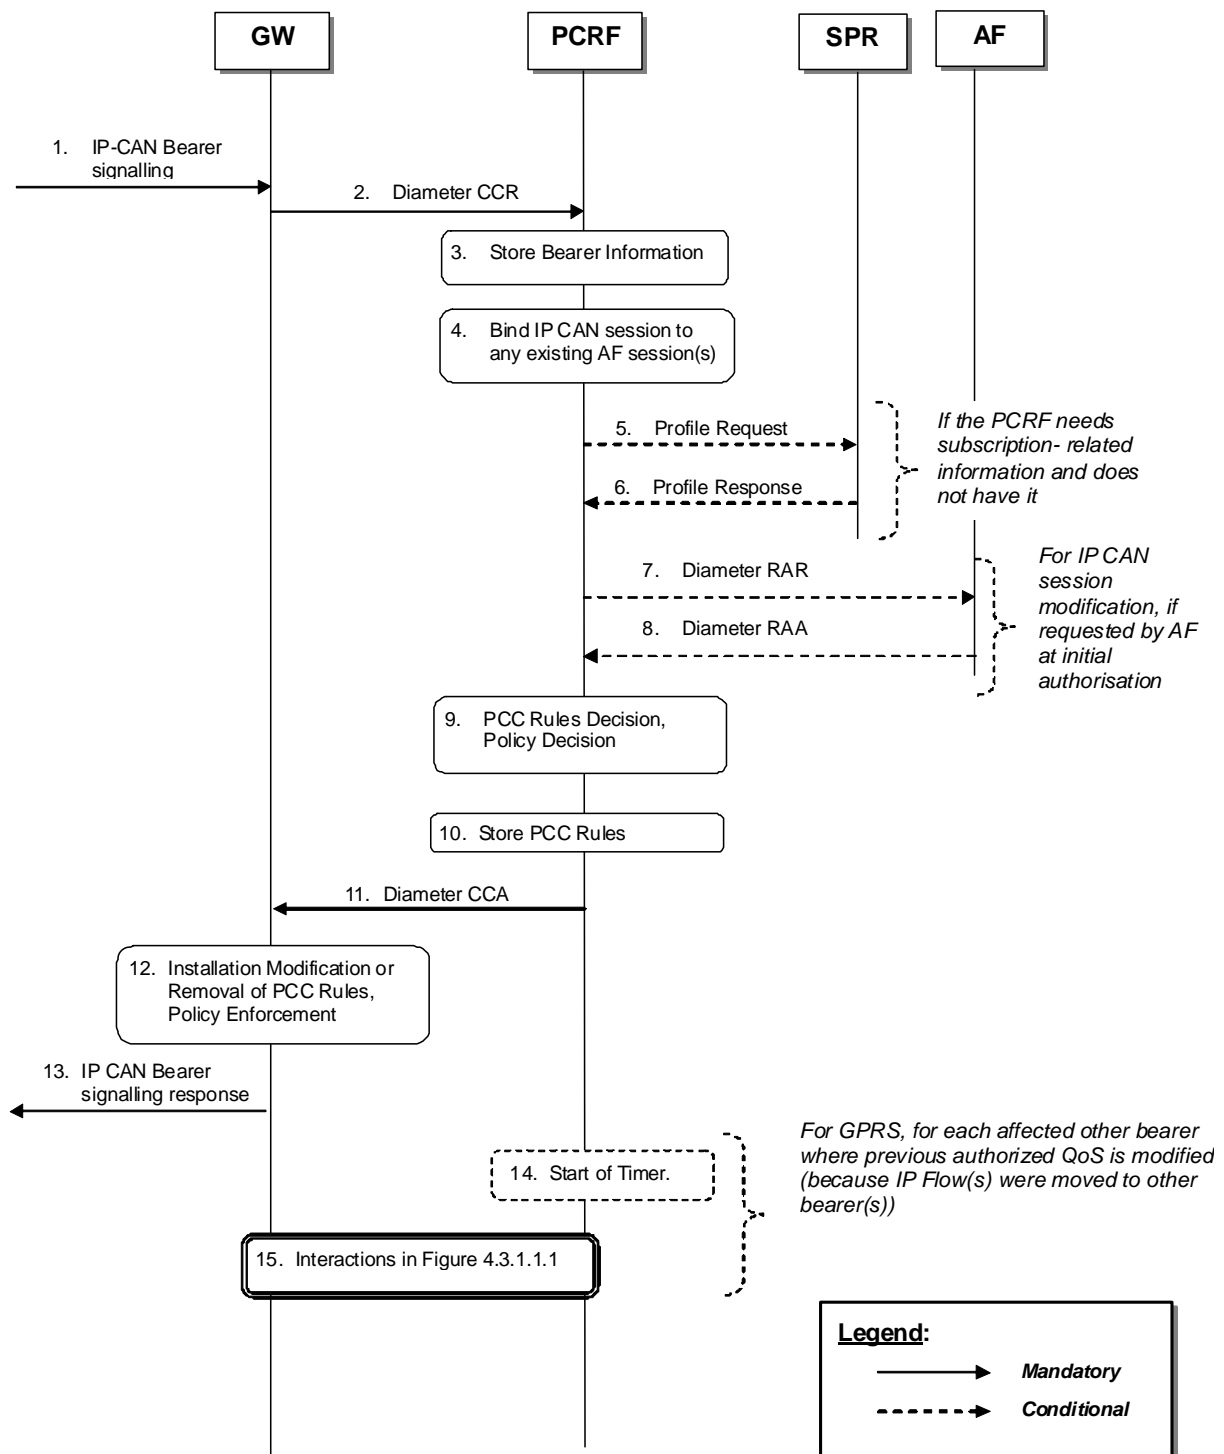 GW
PCRF
SPR
AF
1. IP-CAN Bearer
signalling
2. Diameter CCR
3. Store Bearer Information
4. Bind IP CAN session to
any existing AF session(s)
5. Profile Request
If the PCRF needs
subscription- related
information and does
not have it
6. Profile Response
7. Diameter RAR
For IP CAN
session
modification, if
requested by AF
at initial
authorisation
8. Diameter RAA
9. PCC Rules Decision,
Policy Decision
10. Store PCC Rules
11. Diameter CCA
12. Installation Modification or
Removal of PCC Rules,
Policy Enforcement
13. IP CAN Bearer
signalling response
For GPRS, for each affected other bearer
where previous authorized QoS is modified
(because IP Flow(s) were moved to other
bearer(s))
14. Start of Timer.
15. Interactions in Figure 4.3.1.1.1
Legend:
Mandatory
Conditional